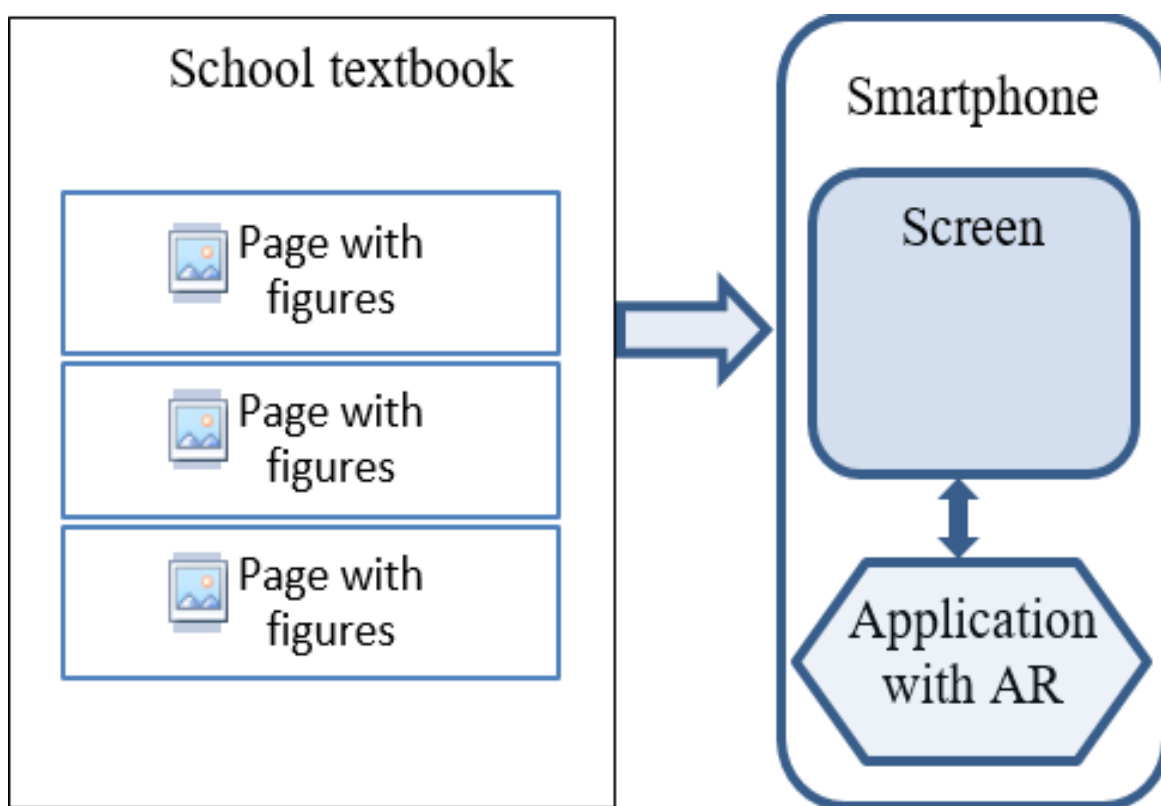 School textbook
Page with
figures
Page with
figures
Page with
figures
Smartphone
Screen
Application
with AR